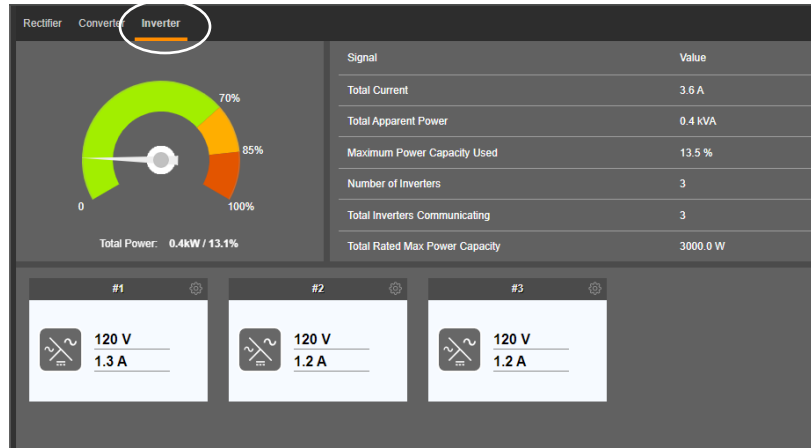 Rectifier Converter Inverter
70%
85%
0
100%
Total Power: 0.4kW / 13.1%
Signal Value
Total Current 3.6 A
Total Apparent Power 0.4 kVA
Maximum Power Capacity Used 13.5 %
Number of Inverters 3
Total Inverters Communicating 3
Total Rated Max Power Capacity 3000.0 W
#1
120 V
1.3 A
#2
120 V
1.2 A
#3
120 V
1.2 A